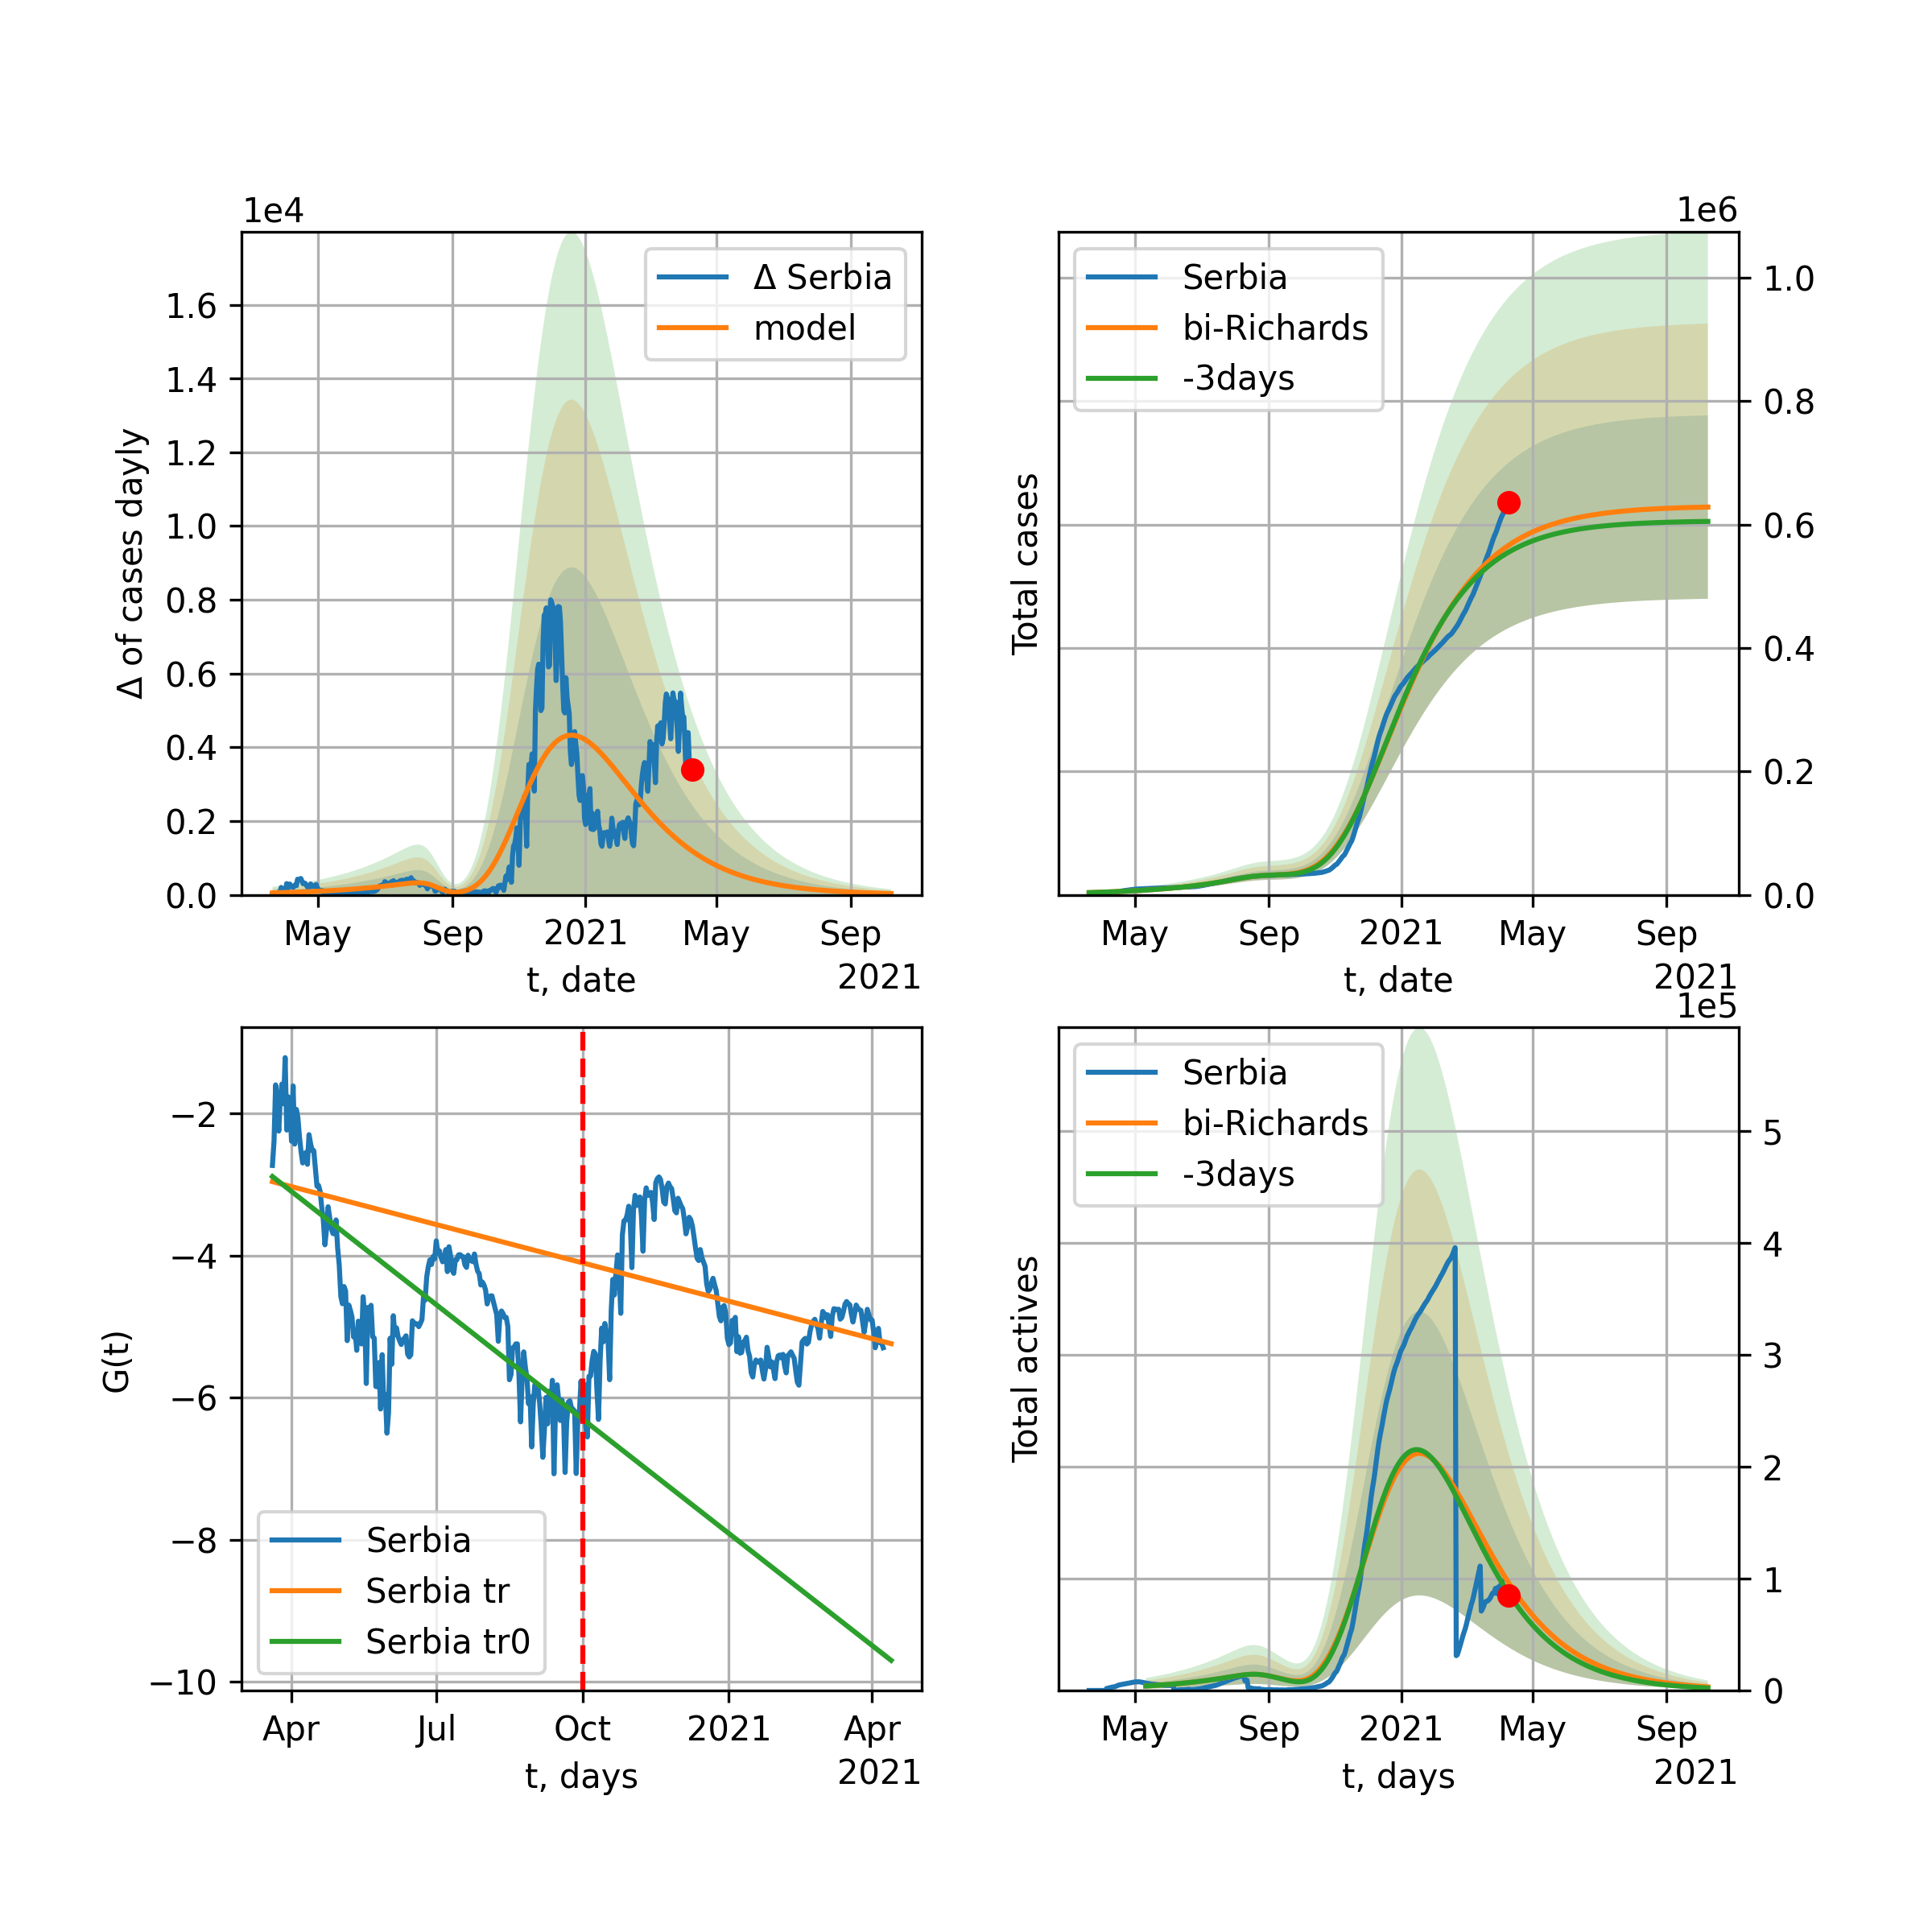 1e4
Δ of cases dayly
1.6
1.4
1.2
1.0
0.8
0.6
0.4
0.2
0.0
Δ Serbia
model
May Sep 2021 May Sep
t, date
2021
1e6
Total cases
Serbia
bi-Richards
-3days
1.0
0.8
0.6
0.4
0.2
0.0
May Sep 2021 May Sep
t, date
2021
G(t)
−2
−4
−6
−8
−10
Serbia
Serbia tr
Serbia tr0
Apr Jul Oct 2021 Apr
t, days
2021
1e5
Total actives
Serbia
bi-Richards
-3days
5
4
3
2
1
0
May Sep 2021 May Sep
t, days
2021